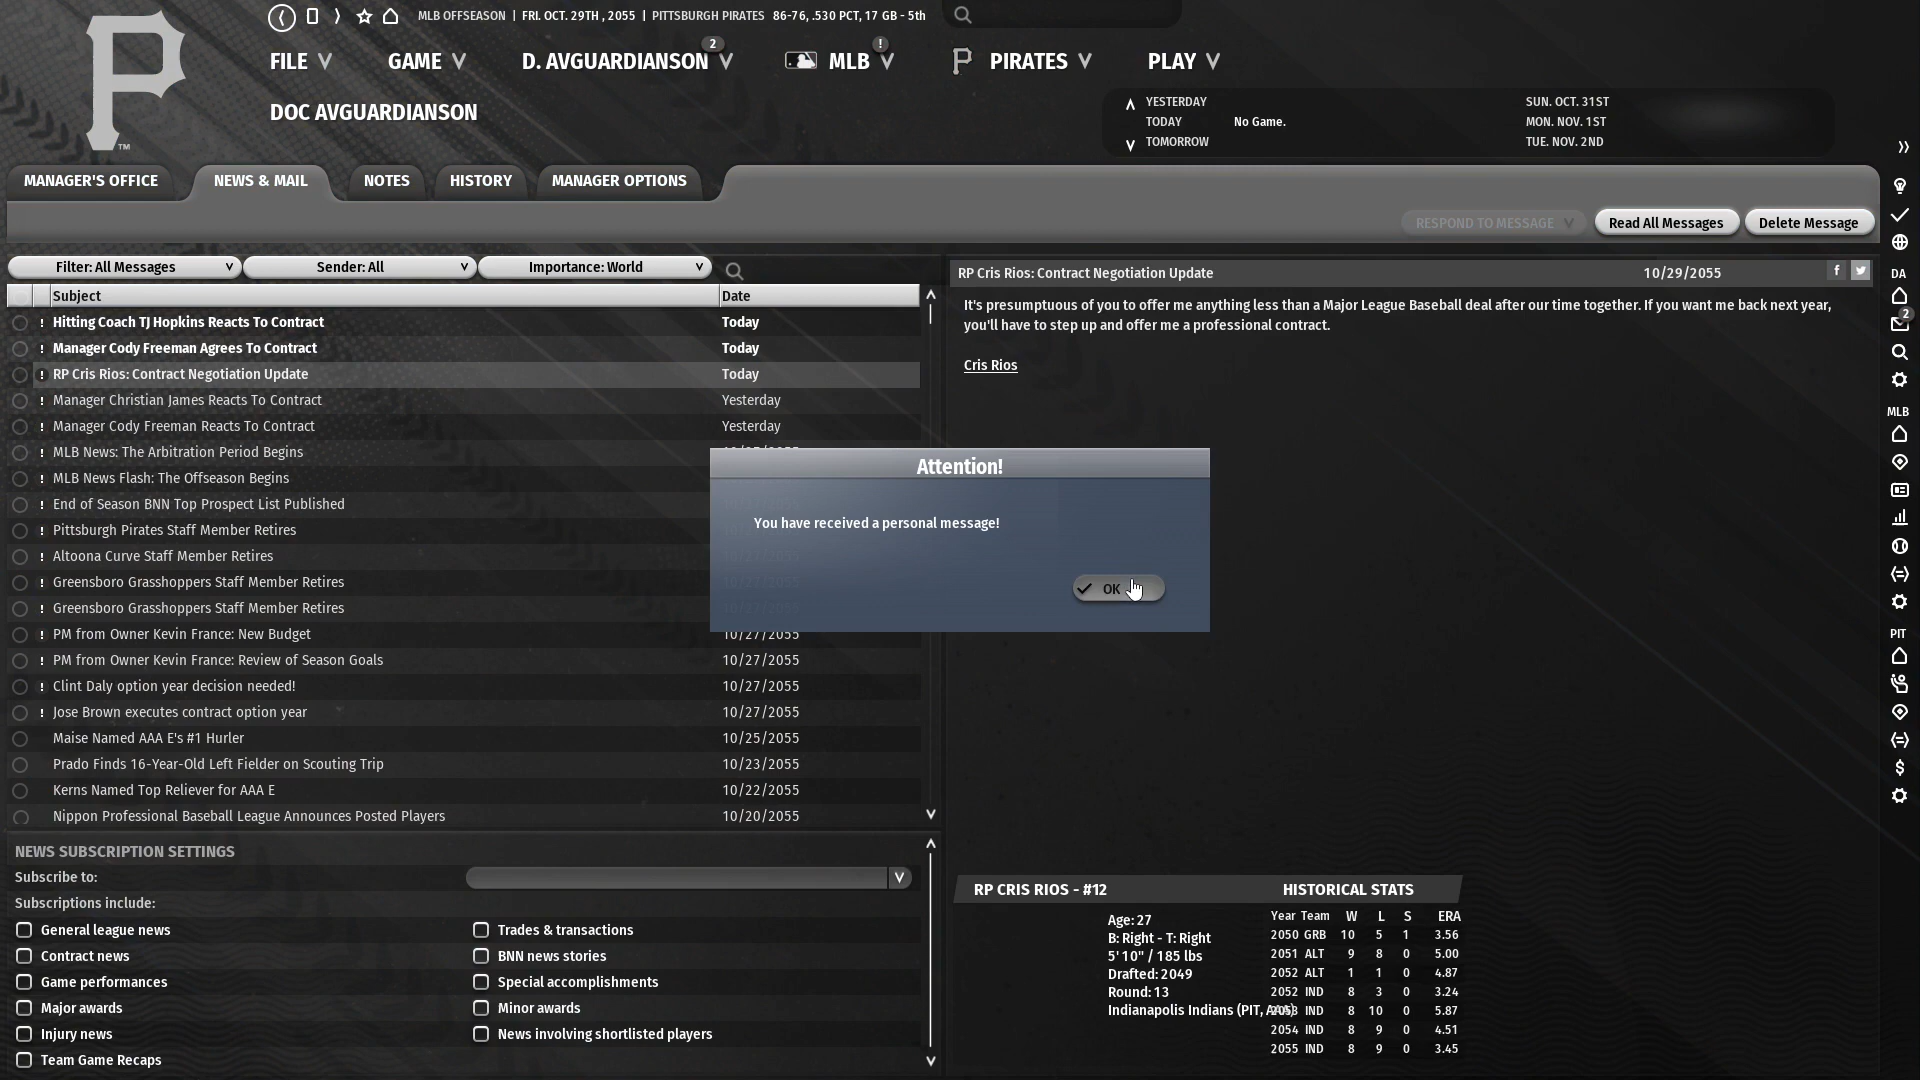 MLB OFFSEASON | FRI. OCT. 29TH , 2055 | PITTSBURGH PIRATES 86-76, .530 PCT, 17 GB - 5th
FILE
GAME
D. AVGUARDIANSON
2
MLB
!
PIRATES
PLAY
P
TM
DOC AVGUARDIANSON
YESTERDAY
TODAY No Game.
TOMORROW
SUN. OCT. 31ST
MON. NOV. 1ST
TUE. NOV. 2ND
MANAGER'S OFFICE
NEWS & MAIL
NOTES
HISTORY
MANAGER OPTIONS
RESPOND TO MESSAGE
Read All Messages
Delete Message
Filter: All Messages
Sender: All
Importance: World
Subject Date
! Hitting Coach TJ Hopkins Reacts To Contract Today
! Manager Cody Freeman Agrees To Contract Today
! RP Cris Rios: Contract Negotiation Update Today
! Manager Christian James Reacts To Contract Yesterday
! Manager Cody Freeman Reacts To Contract Yesterday
! MLB News: The Arbitration Period Begins
! MLB News Flash: The Offseason Begins
! End of Season BNN Top Prospect List Published
! Pittsburgh Pirates Staff Member Retires
! Altoona Curve Staff Member Retires
! Greensboro Grasshoppers Staff Member Retires
! Greensboro Grasshoppers Staff Member Retires
! PM from Owner Kevin France: New Budget 10/27/2055
! PM from Owner Kevin France: Review of Season Goals 10/27/2055
! Clint Daly option year decision needed! 10/27/2055
! Jose Brown executes contract option year 10/27/2055
Maise Named AAA E's #1 Hurler 10/25/2055
Prado Finds 16-Year-Old Left Fielder on Scouting Trip 10/23/2055
Kerns Named Top Reliever for AAA E 10/22/2055
Nippon Professional Baseball League Announces Posted Players 10/20/2055
RP Cris Rios: Contract Negotiation Update 10/29/2055
It's presumptuous of you to offer me anything less than a Major League Baseball deal after our time together. If you want me back next year,
you'll have to step up and offer me a professional contract.
Cris Rios
Attention!
You have received a personal message!
OK
NEWS SUBSCRIPTION SETTINGS
Subscribe to:
Subscriptions include:
General league news
Trades & transactions
Contract news
BNN news stories
Game performances
Special accomplishments
Major awards
Minor awards
Injury news
News involving shortlisted players
Team Game Recaps
RP CRIS RIOS - #12
Age: 27
B: Right - T: Right
5' 10" / 185 lbs
Drafted: 2049
Round: 13
Indianapolis Indians (PIT,
HISTORICAL STATS
Year Team W L S ERA
2050 GRB 10 5 1 3.56
2051 ALT 9 8 0 5.00
2052 ALT 1 1 0 4.87
2052 IND 8 3 0 3.24
IND 8 10 0 5.87
2054 IND 8 9 0 4.51
2055 IND 8 9 0 3.45
DA
2
MLB
PIT
$